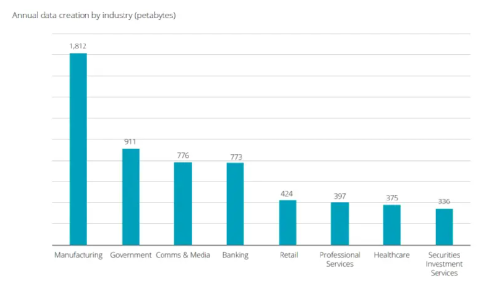 Annual data creation by industry (petabytes)
1,812
911
776
773
424
397
375
336
Manufacturing
Government
Comms & Media
Banking
Retail
Professional
Services
Healthcare
Securities
Investment
Services